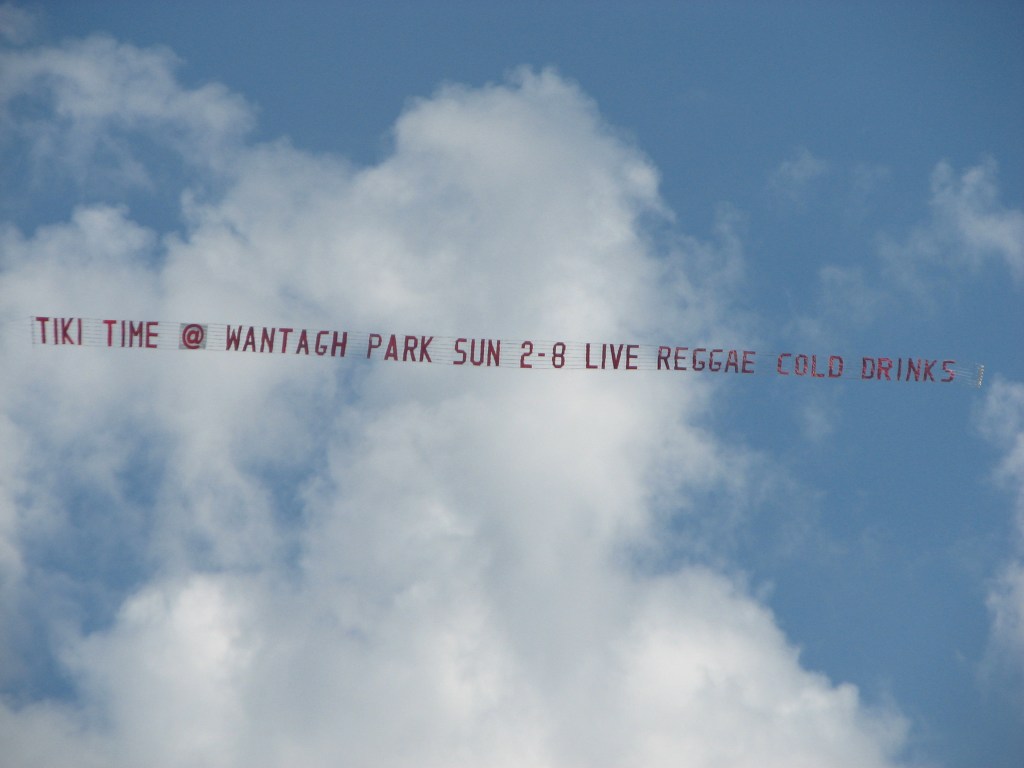 TIKI TIME @ WANTAGH PARK SUN 2-8 LIVE REGGAE COLD DRINKS